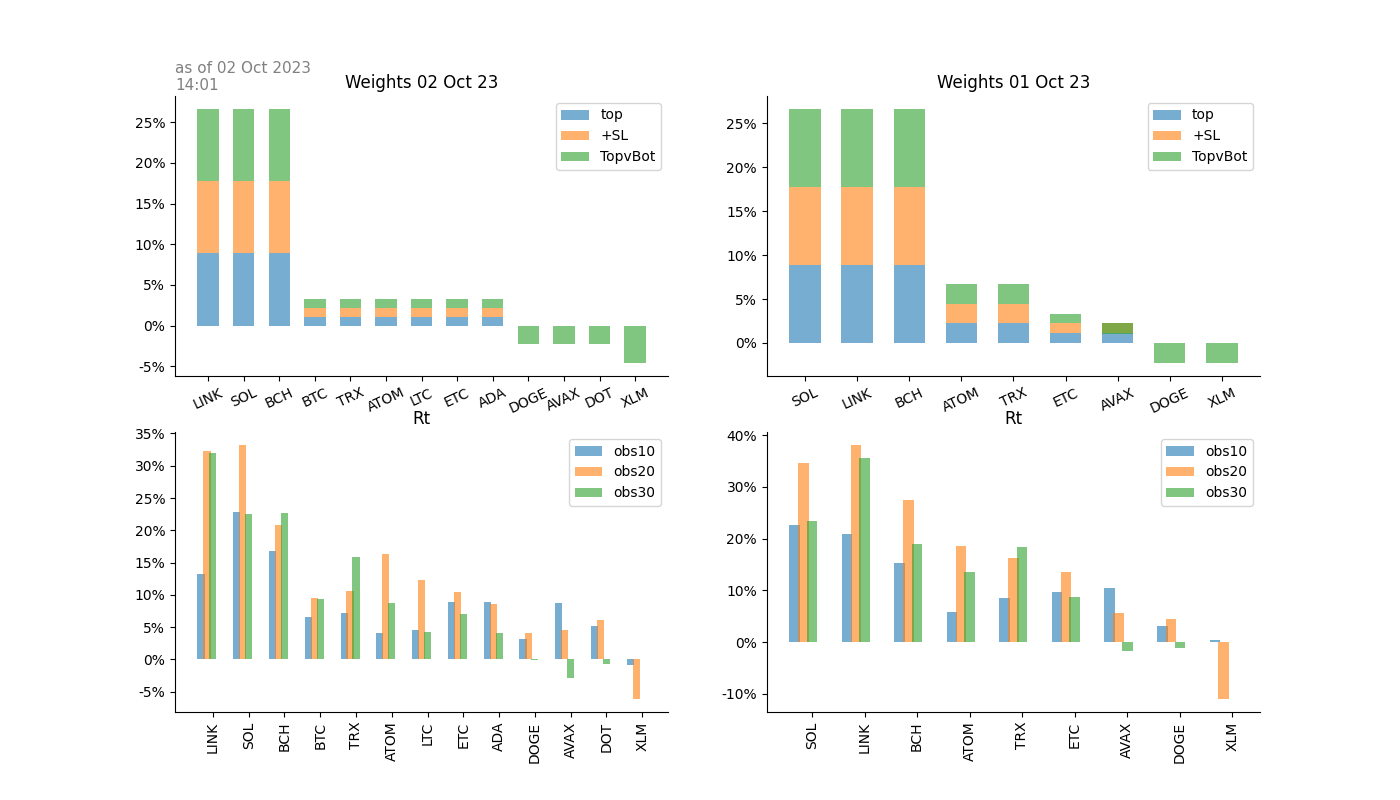 as of 02 Oct 2023
14:01
Weights 02 Oct 23
25%
20%
15%
10%
5%
0%
-5%
top
+SL
TopvBot
LINK SOL BCH BTC TRX ATOM LTC ETC ADA DOGE AVAX DOT XLM
Weights 01 Oct 23
25%
20%
15%
10%
5%
0%
top
+SL
TopvBot
SOL LINK BCH ATOM TRX ETC AVAX DOGE XLM
Rt
35%
30%
25%
20%
15%
10%
5%
0%
-5%
obs10
obs20
obs30
LINK SOL BCH BTC TRX ATOM LTC ETC ADA DOGE AVAX DOT XLM
Rt
40%
30%
20%
10%
0%
-10%
obs10
obs20
obs30
SOL LINK BCH ATOM TRX ETC AVAX DOGE XLM